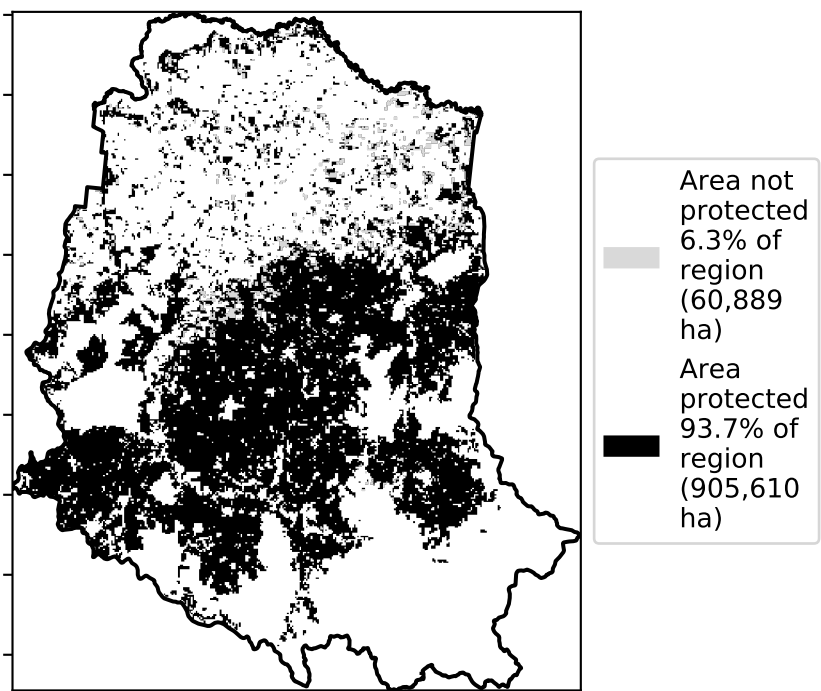 Area not
protected
6.3% of
region
(60,889
ha)
Area
protected
93.7% of
region
(905,610
ha)